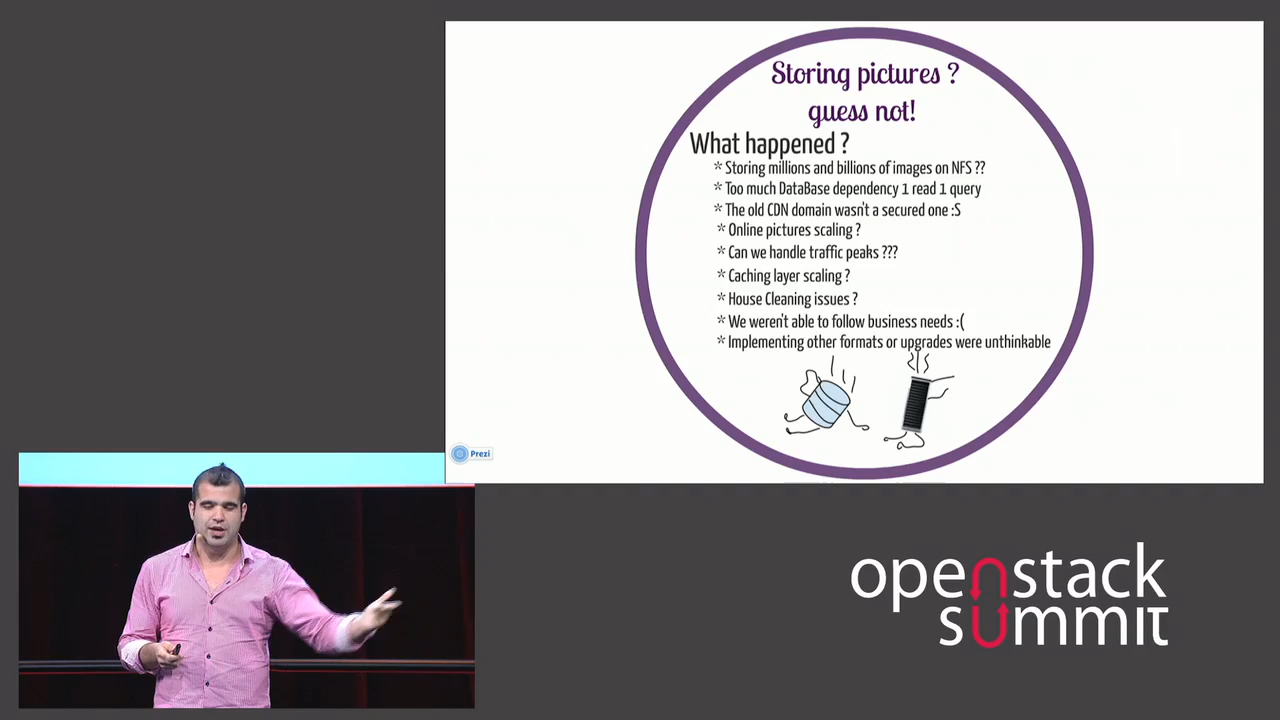 Storing pictures ?
guess not!
What happened ?
* Storing millions and billions of images on NFS ??
* Too much DataBase dependency 1 read 1 query
* The old CDN domain wasn't a secured one :S
* Online pictures scaling ?
* Can we handle traffic peaks ???
* Caching layer scaling ?
* House Cleaning issues ?
* We weren't able to follow business needs :(
* Implementing other formats or upgrades were unthinkable
Prezi
openstack
summit